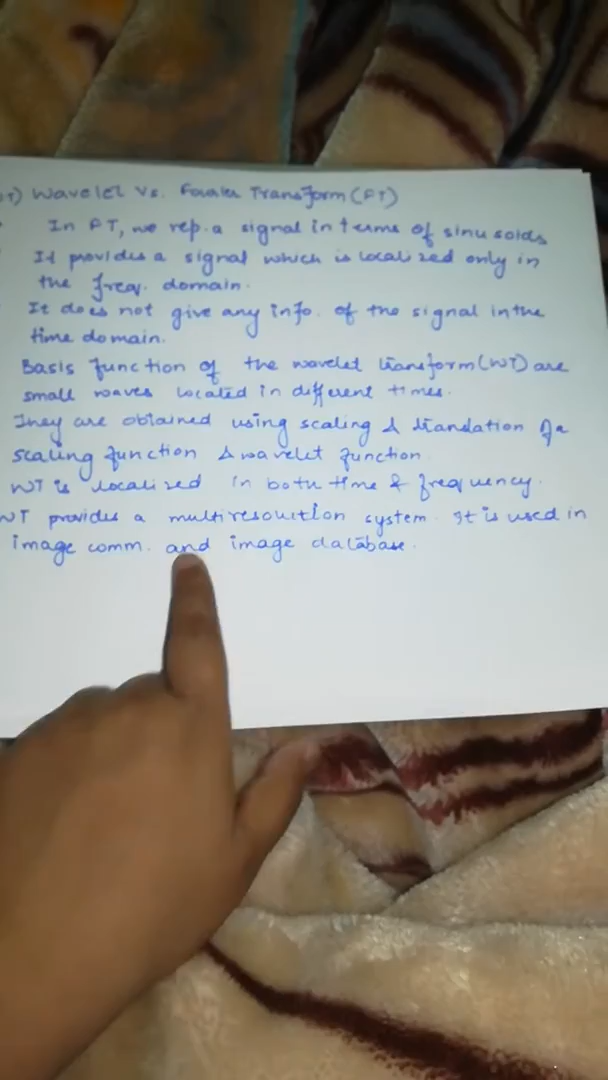 Wavelet Vs. Fourier Transform (FT)
In FT, we rep. a signal in terms of sinusoids
It provides a signal which is localized only in
the freq. domain.
It does not give any info. of the signal in the
time domain.
Basis function of the wavelet transform (WT) are
small waves located in different times.
They are obtained using scaling & translation of a
scaling function & wavelet function
WT is localised in both time & frequency.
WT provides a multiresoultion system. It is used in
image comm. and image database.